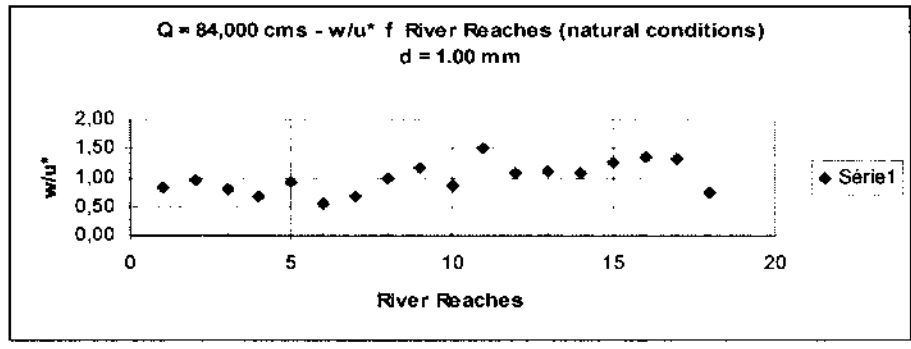 Q = 84,000 cms - w/u* f River Reaches (natural conditions)
d = 1.00 mm
2,00
1,50
1,00
0,50
0,00
w/u*
0 5 10 15 20
River Reaches
Série1